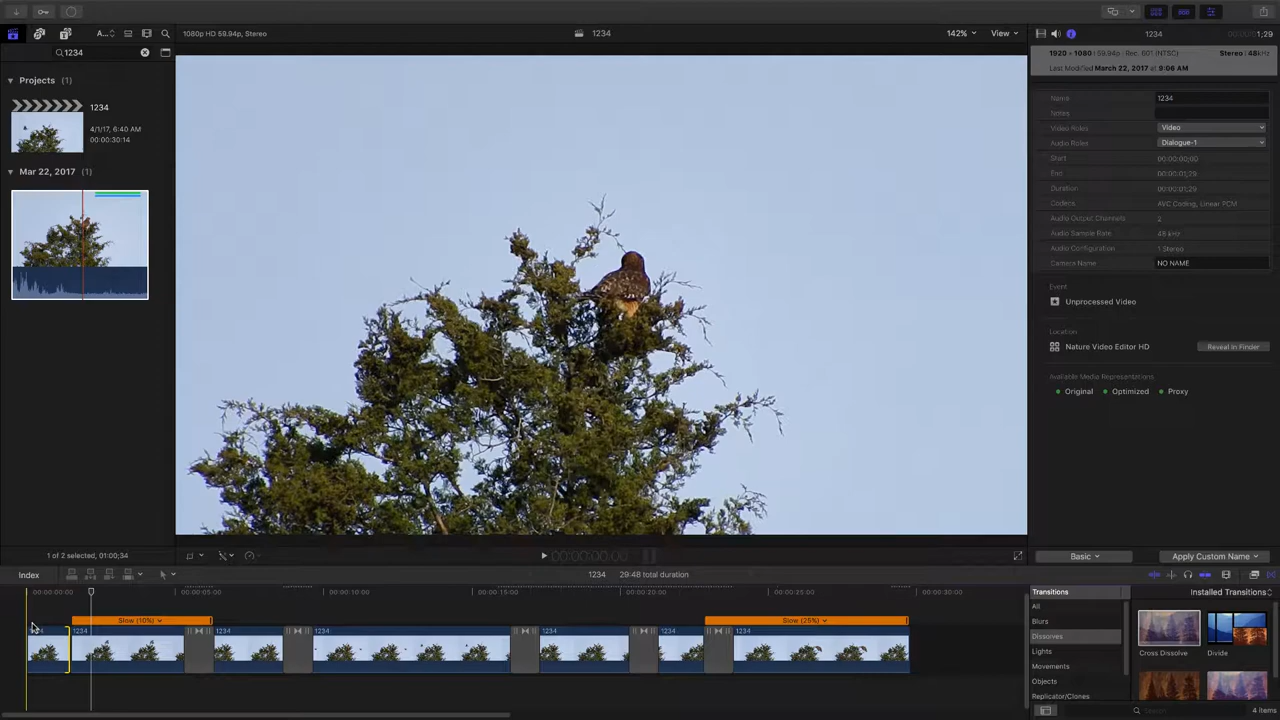 1080p HD 59.94p, Stereo
1234
142%
View
1234
1;29
A...
1234
1920 × 1080 | 59.94p | Rec. 601 (NTSC)
Stereo | 48kHz
Last Modified March 22, 2017 at 9:06 AM
Projects (1)
1234
4/1/17, 6:40 AM
00:00:30:14
Mar 22, 2017 (1)
Name
1234
Notes
Video Roles
Video
Audio Roles
Dialogue-1
Start
00:00:00;00
End
00:00:01;29
Duration
00:00:01;29
Codecs
AVC Coding, Linear PCM
Audio Output Channels
2
Audio Sample Rate
48 kHz
Audio Configuration
1 Stereo
Camera Name
NO NAME
Event
Unprocessed Video
Location
Nature Video Editor HD
Reveal In Finder
Available Media Representations
Original
Optimized
Proxy
1 of 2 selected, 01:00;34
00:00:00:00
Basic
Apply Custom Name
Index
1234
29:48 total duration
Transitions
Installed Transitions
00:00:00:00
00:00:05:00
00:00:10:00
00:00:15:00
00:00:20:00
00:00:25:00
00:00:30:00
Slow (10%)
Slow (25%)
1234
1234
1234
1234
1234
1234
All
Blurs
Dissolves
Lights
Movements
Objects
Replicator/Clones
Cross Dissolve
Divide
Search
4 items